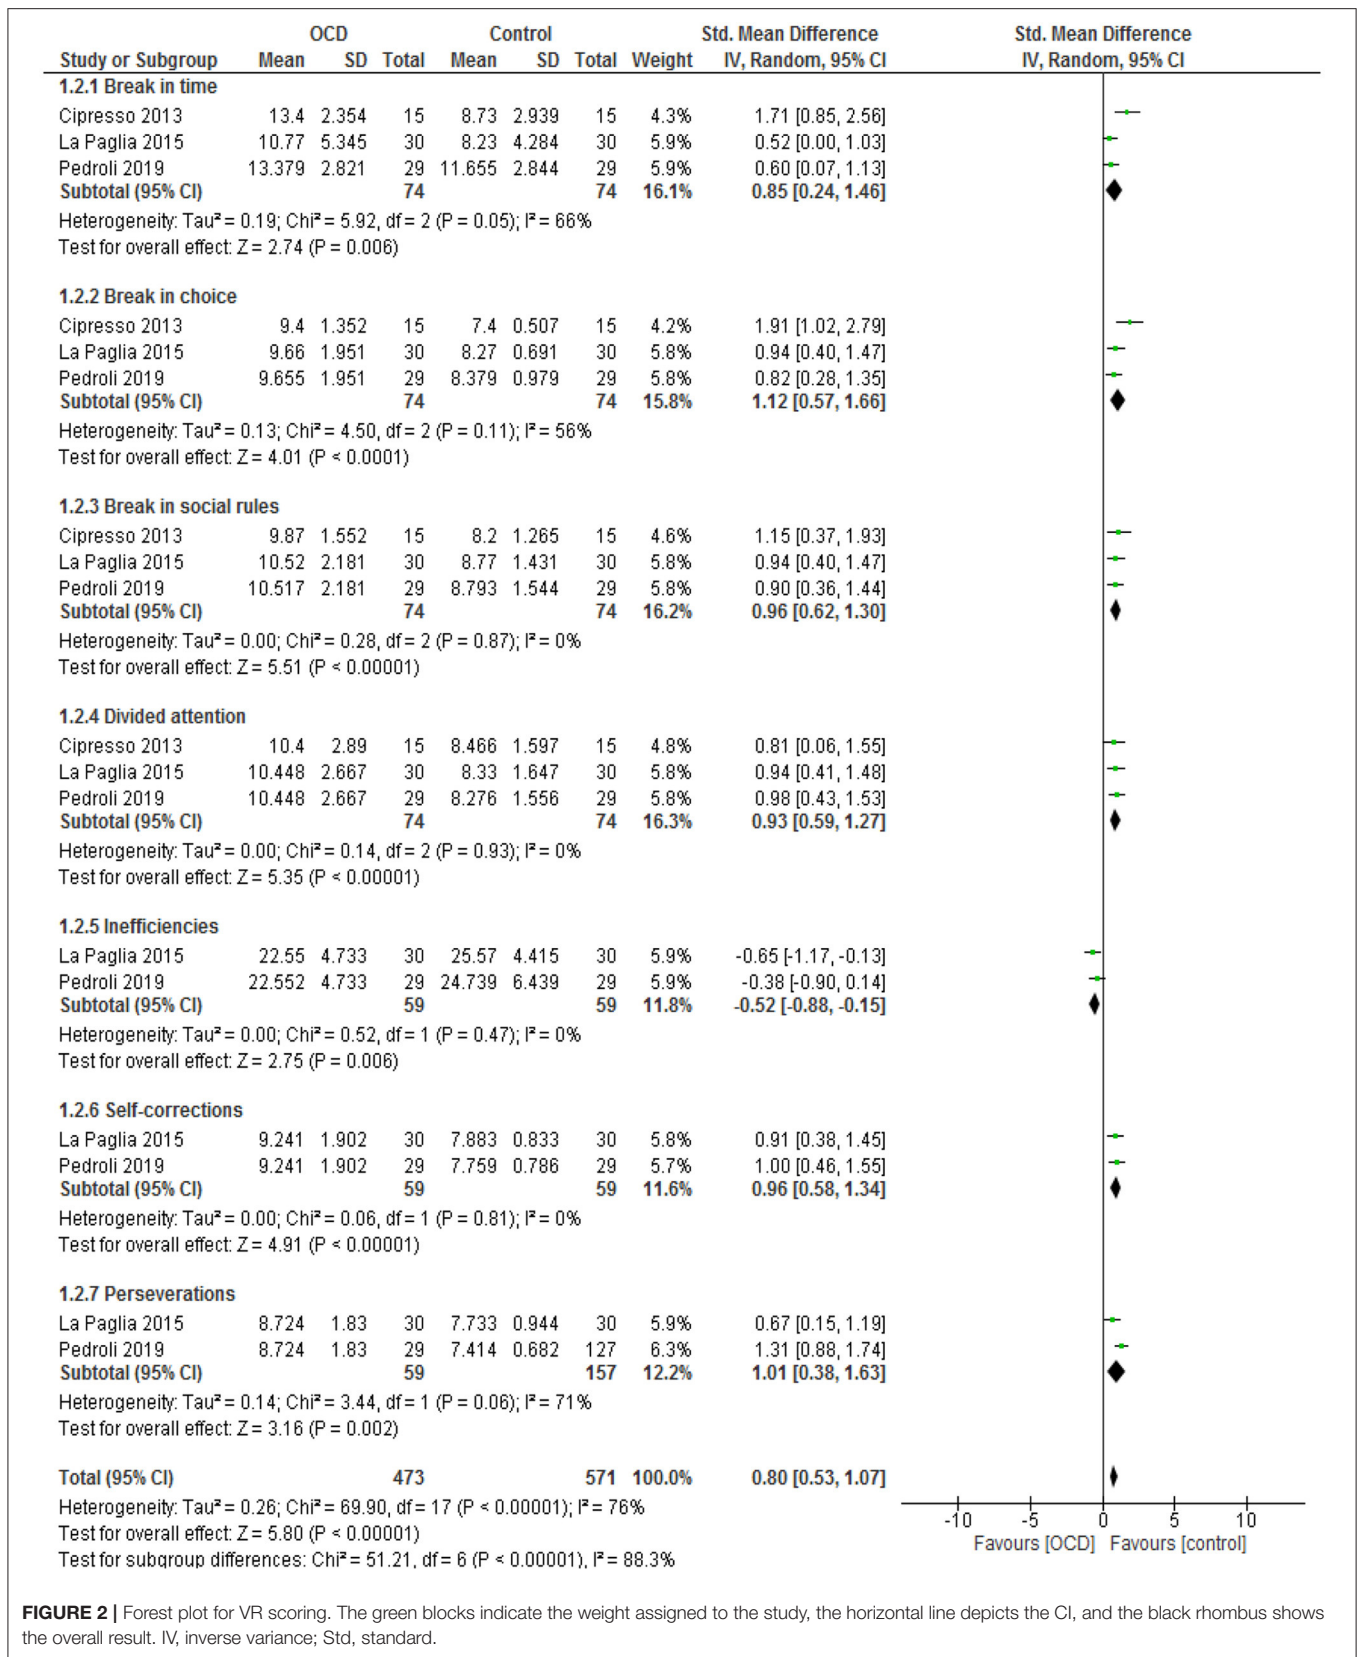 OCD Control Std. Mean Difference Std. Mean Difference
Study or Subgroup Mean SD Total Mean SD Total Weight IV, Random, 95% CI IV, Random, 95% CI
1.2.1 Break in time
Cipresso 2013 13.4 2.354 15 8.73 2.939 15 4.3% 1.71 [0.85, 2.56]
La Paglia 2015 10.77 5.345 30 8.23 4.284 30 5.9% 0.52 [0.00, 1.03]
Pedroli 2019 13.379 2.821 29 11.655 2.844 29 5.9% 0.60 [0.07, 1.13]
Subtotal (95% CI) 74 74 16.1% 0.85 [0.24, 1.46]
Heterogeneity: Tau² = 0.19; Chi² = 5.92, df = 2 (P = 0.05); I² = 66%
Test for overall effect: Z = 2.74 (P = 0.006)
1.2.2 Break in choice
Cipresso 2013 9.4 1.352 15 7.4 0.507 15 4.2% 1.91 [1.02, 2.79]
La Paglia 2015 9.66 1.951 30 8.27 0.691 30 5.8% 0.94 [0.40, 1.47]
Pedroli 2019 9.655 1.951 29 8.379 0.979 29 5.8% 0.82 [0.28, 1.35]
Subtotal (95% CI) 74 74 15.8% 1.12 [0.57, 1.66]
Heterogeneity: Tau² = 0.13; Chi² = 4.50, df = 2 (P = 0.11); I² = 56%
Test for overall effect: Z = 4.01 (P < 0.0001)
1.2.3 Break in social rules
Cipresso 2013 9.87 1.552 15 8.2 1.265 15 4.6% 1.15 [0.37, 1.93]
La Paglia 2015 10.52 2.181 30 8.77 1.431 30 5.8% 0.94 [0.40, 1.47]
Pedroli 2019 10.517 2.181 29 8.793 1.544 29 5.8% 0.90 [0.36, 1.44]
Subtotal (95% CI) 74 74 16.2% 0.96 [0.62, 1.30]
Heterogeneity: Tau² = 0.00; Chi² = 0.28, df = 2 (P = 0.87); I² = 0%
Test for overall effect: Z = 5.51 (P < 0.00001)
1.2.4 Divided attention
Cipresso 2013 10.4 2.89 15 8.466 1.597 15 4.8% 0.81 [0.06, 1.55]
La Paglia 2015 10.448 2.667 30 8.33 1.647 30 5.8% 0.94 [0.41, 1.48]
Pedroli 2019 10.448 2.667 29 8.276 1.556 29 5.8% 0.98 [0.43, 1.53]
Subtotal (95% CI) 74 74 16.3% 0.93 [0.59, 1.27]
Heterogeneity: Tau² = 0.00; Chi² = 0.14, df = 2 (P = 0.93); I² = 0%
Test for overall effect: Z = 5.35 (P < 0.00001)
1.2.5 Inefficiencies
La Paglia 2015 22.55 4.733 30 25.57 4.415 30 5.9% -0.65 [-1.17, -0.13]
Pedroli 2019 22.552 4.733 29 24.739 6.439 29 5.9% -0.38 [-0.90, 0.14]
Subtotal (95% CI) 59 59 11.8% -0.52 [-0.88, -0.15]
Heterogeneity: Tau² = 0.00; Chi² = 0.52, df = 1 (P = 0.47); I² = 0%
Test for overall effect: Z = 2.75 (P = 0.006)
1.2.6 Self-corrections
La Paglia 2015 9.241 1.902 30 7.883 0.833 30 5.8% 0.91 [0.38, 1.45]
Pedroli 2019 9.241 1.902 29 7.759 0.786 29 5.7% 1.00 [0.46, 1.55]
Subtotal (95% CI) 59 59 11.6% 0.96 [0.58, 1.34]
Heterogeneity: Tau² = 0.00; Chi² = 0.06, df = 1 (P = 0.81); I² = 0%
Test for overall effect: Z = 4.91 (P < 0.00001)
1.2.7 Perseverations
La Paglia 2015 8.724 1.83 30 7.733 0.944 30 5.9% 0.67 [0.15, 1.19]
Pedroli 2019 8.724 1.83 29 7.414 0.682 127 6.3% 1.31 [0.88, 1.74]
Subtotal (95% CI) 59 157 12.2% 1.01 [0.38, 1.63]
Heterogeneity: Tau² = 0.14; Chi² = 3.44, df = 1 (P = 0.06); I² = 71%
Test for overall effect: Z = 3.16 (P = 0.002)
Total (95% CI) 473 571 100.0% 0.80 [0.53, 1.07]
Heterogeneity: Tau² = 0.26; Chi² = 69.90, df = 17 (P < 0.00001); I² = 76%
Test for overall effect: Z = 5.80 (P < 0.00001)
Test for subgroup differences: Chi² = 51.21, df = 6 (P < 0.00001), I² = 88.3%
-10 -5 0 5 10
Favours [OCD] Favours [control]
FIGURE 2 | Forest plot for VR scoring. The green blocks indicate the weight assigned to the study, the horizontal line depicts the CI, and the black rhombus shows
the overall result. IV, inverse variance; Std, standard.